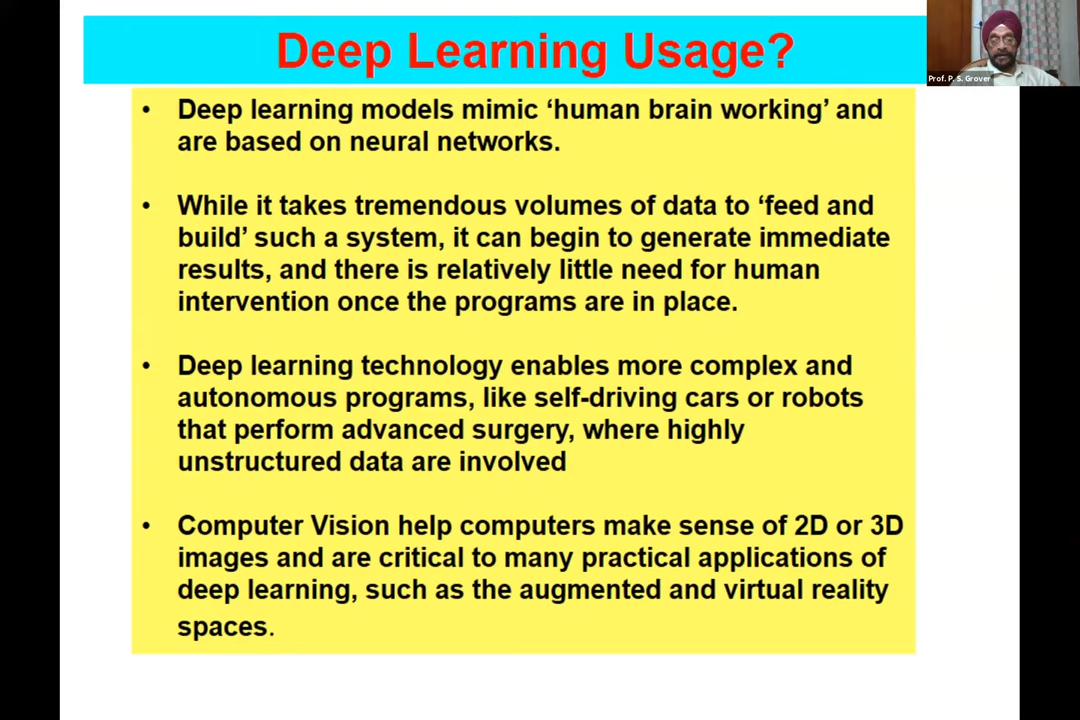 Deep Learning Usage?
Prof. P. S. Grover
• Deep learning models mimic ‘human brain working’ and
are based on neural networks.
• While it takes tremendous volumes of data to ‘feed and
build’ such a system, it can begin to generate immediate
results, and there is relatively little need for human
intervention once the programs are in place.
• Deep learning technology enables more complex and
autonomous programs, like self-driving cars or robots
that perform advanced surgery, where highly
unstructured data are involved
• Computer Vision help computers make sense of 2D or 3D
images and are critical to many practical applications of
deep learning, such as the augmented and virtual reality
spaces.